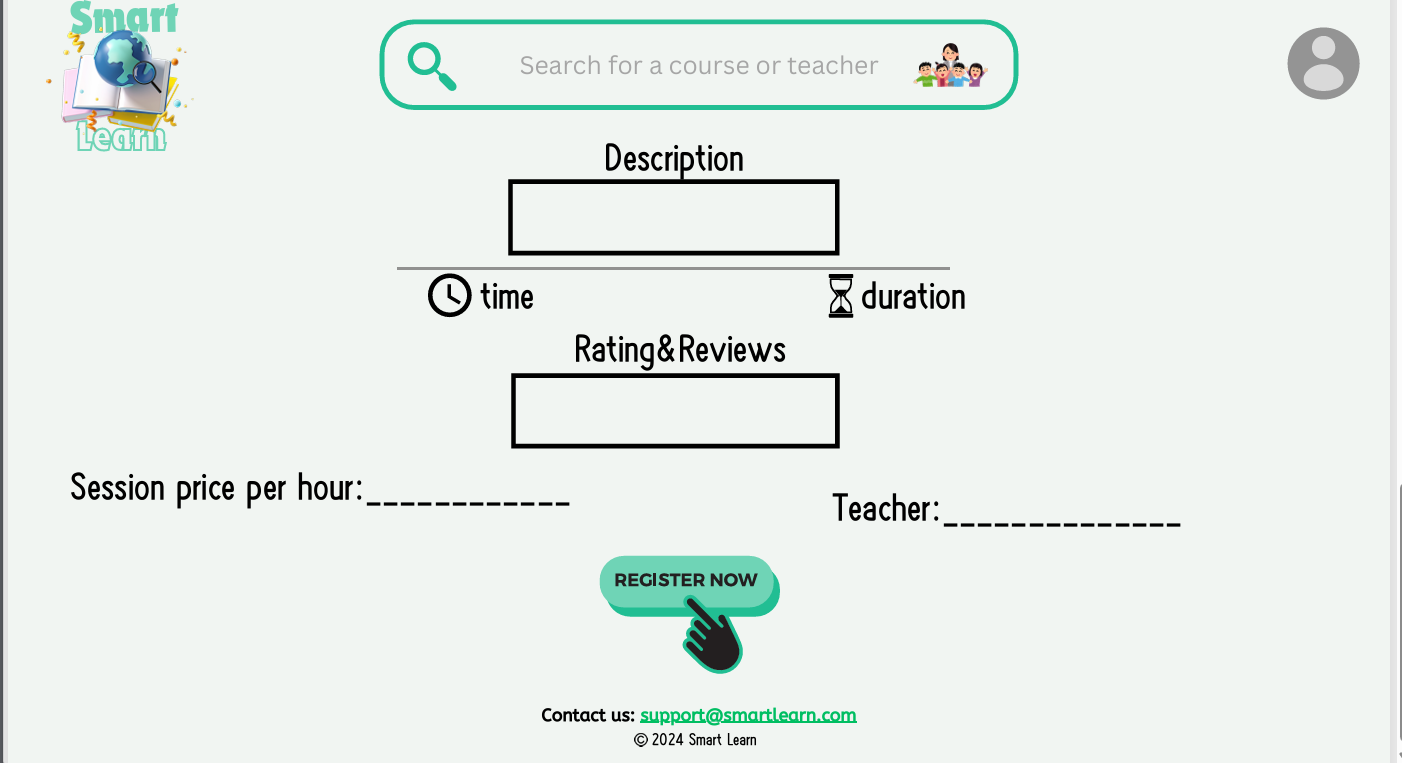 Smart
Learn
Search for a course or teacher
Description
time
duration
Rating&Reviews
Session price per hour:____________
Teacher:______________
REGISTER NOW
Contact us: support@smartlearn.com
© 2024 Smart Learn